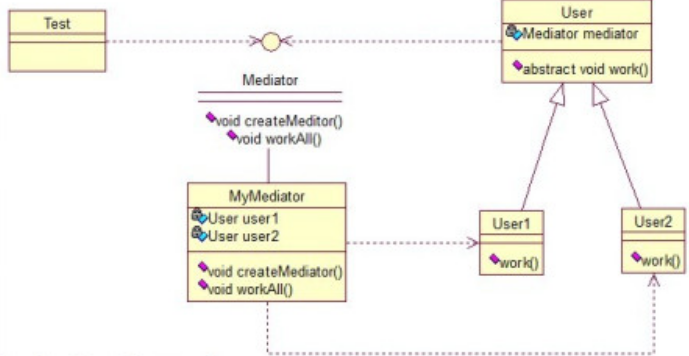 Test
User
Mediator mediator
abstract void work()
Mediator
void createMeditor()
void workAll()
MyMediator
User user1
User user2
void createMediator()
void workAll()
User1
work()
User2
work()